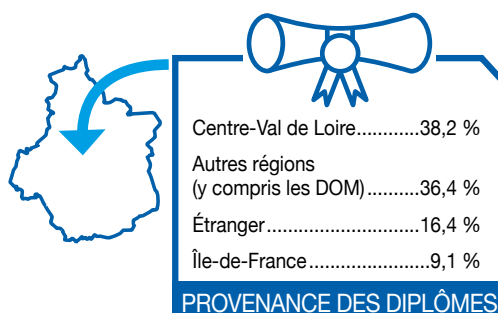 Centre-Val de Loire............38,2 %
Autres régions
(y compris les DOM)..........36,4 %
Étranger..............................16,4 %
Île-de-France........................9,1 %
PROVENANCE DES DIPLÔMES